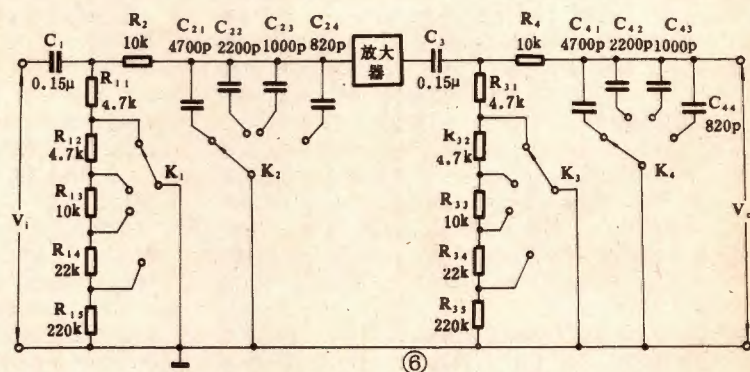 C₁
0.15μ
R₂
10k
C₂₁
4700p
C₂₂
2200p
C₂₃
1000p
C₂₄
820p
放大
器
C₃
0.15μ
R₄
10k
C₄₁
4700p
C₄₂
2200p
C₄₃
1000p
C₄₄
820p
R₁₁
4.7k
R₁₂
4.7k
R₁₃
10k
R₁₄
22k
R₁₅
220k
K₁
K₂
R₃₁
4.7k
R₃₂
4.7k
R₃₃
10k
R₃₄
22k
R₃₅
220k
K₃
K₄
Vᵢ
⑥